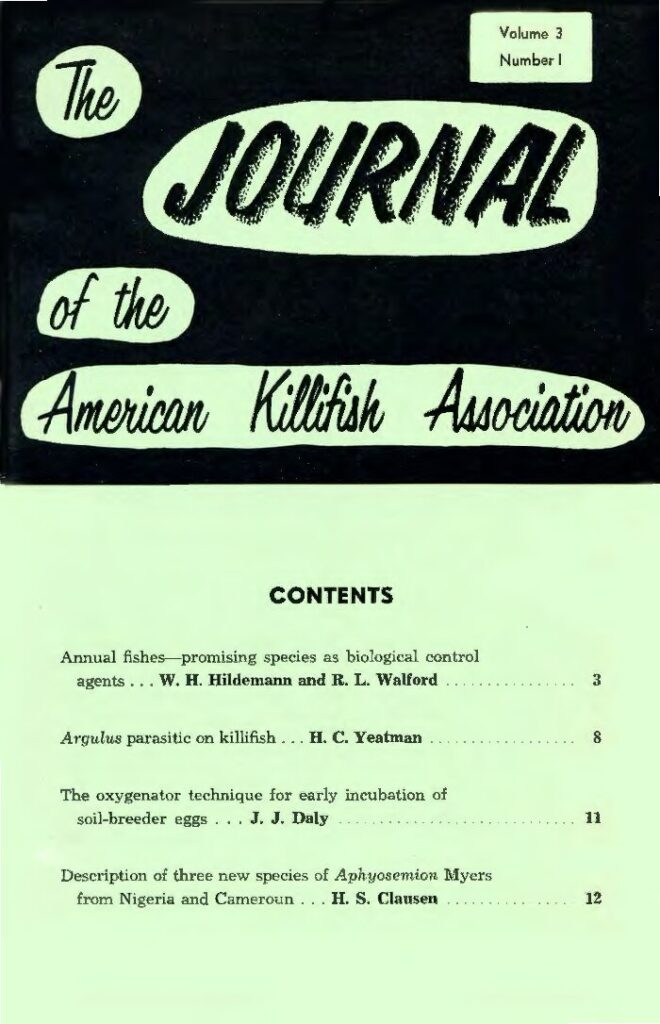 Volume 3
Number 1
The
JOURNAL
of the
American Killifish Association
CONTENTS
Annual fishes—promising species as biological control
agents . . . W. H. Hildemann and R. L. Walford . . . . . . . . . . . . . . . . . 3
Argulus parasitic on killifish . . . H. C. Yeatman . . . . . . . . . . . . . . . . . . . 8
The oxygenator technique for early incubation of
soil-breeder eggs . . . J. J. Daly . . . . . . . . . . . . . . . . . . . . . . . . . . . . . . 11
Description of three new species of Aphyosemion Myers
from Nigeria and Cameroun . . . H. S. Clausen . . . . . . . . . . . . . . . . 12